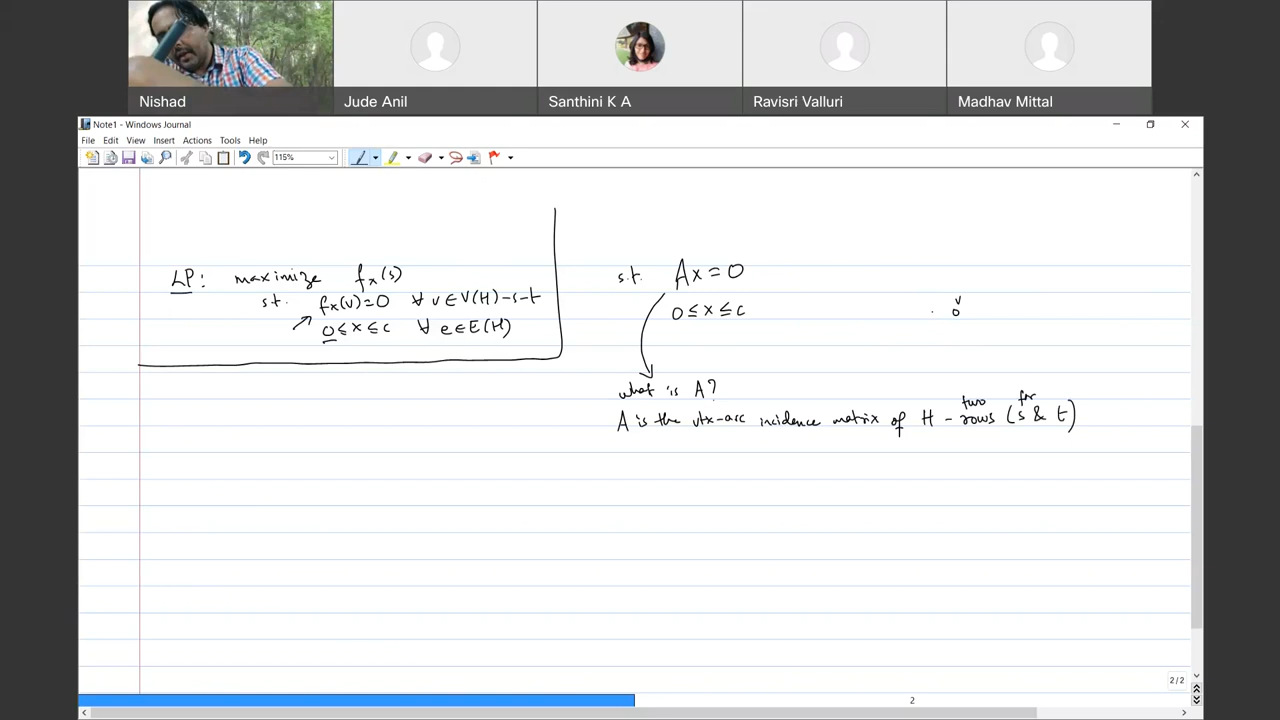 Nishad
Jude Anil
Santhini K A
Ravisri Valluri
Madhav Mittal
Note1 - Windows Journal
File Edit View Insert Actions Tools Help
115%
LP: maximize fx(s)
s.t. fx(v)=0 ∀ v∈V(H)-s-t
0≤x≤c ∀ e∈E(H)
s.t. Ax=0
0≤x≤c
v
what is A?
A is the vtx-arc incidence matrix of H - two rows (for s & t)
2/2
2